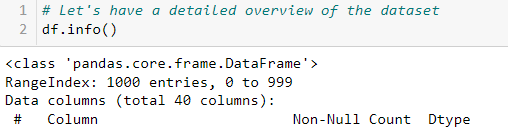 1 # Let's have a detailed overview of the dataset
2 df.info()
<class 'pandas.core.frame.DataFrame'>
RangeIndex: 1000 entries, 0 to 999
Data columns (total 40 columns):
 #   Column                       Non-Null Count  Dtype